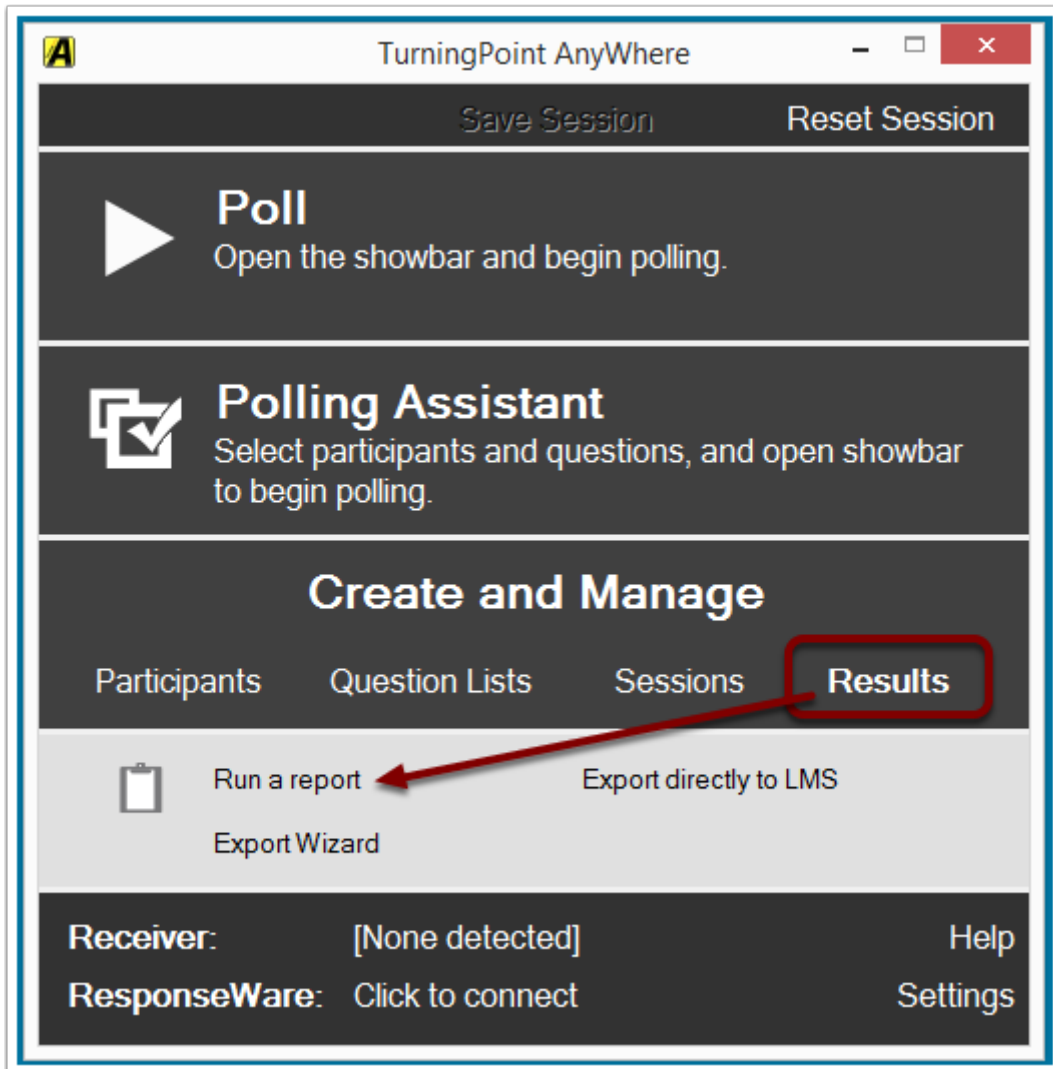 A TurningPoint AnyWhere
Save Session Reset Session
Poll
Open the showbar and begin polling.
Polling Assistant
Select participants and questions, and open showbar
to begin polling.
Create and Manage
Participants Question Lists Sessions Results
Run a report Export directly to LMS
Export Wizard
Receiver: [None detected] Help
ResponseWare: Click to connect Settings